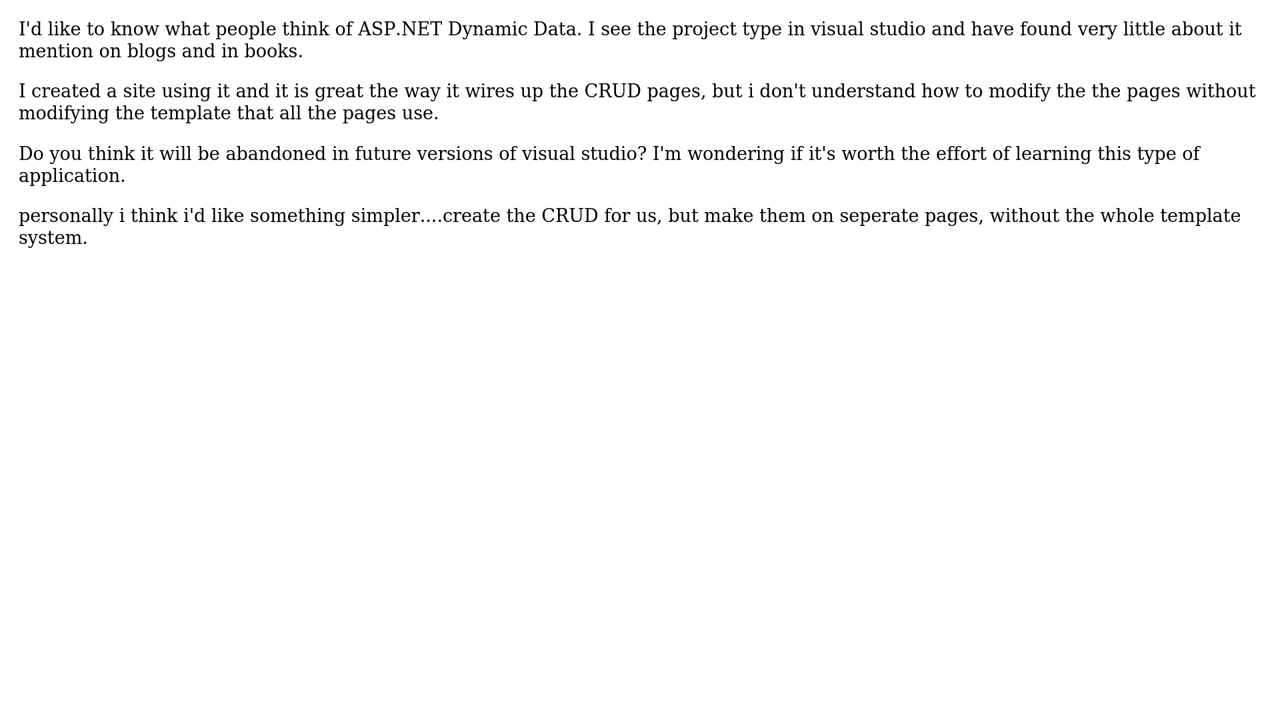 I'd like to know what people think of ASP.NET Dynamic Data. I see the project type in visual studio and have found very little about it
mention on blogs and in books.
I created a site using it and it is great the way it wires up the CRUD pages, but i don't understand how to modify the the pages without
modifying the template that all the pages use.
Do you think it will be abandoned in future versions of visual studio? I'm wondering if it's worth the effort of learning this type of
application.
personally i think i'd like something simpler....create the CRUD for us, but make them on seperate pages, without the whole template
system.